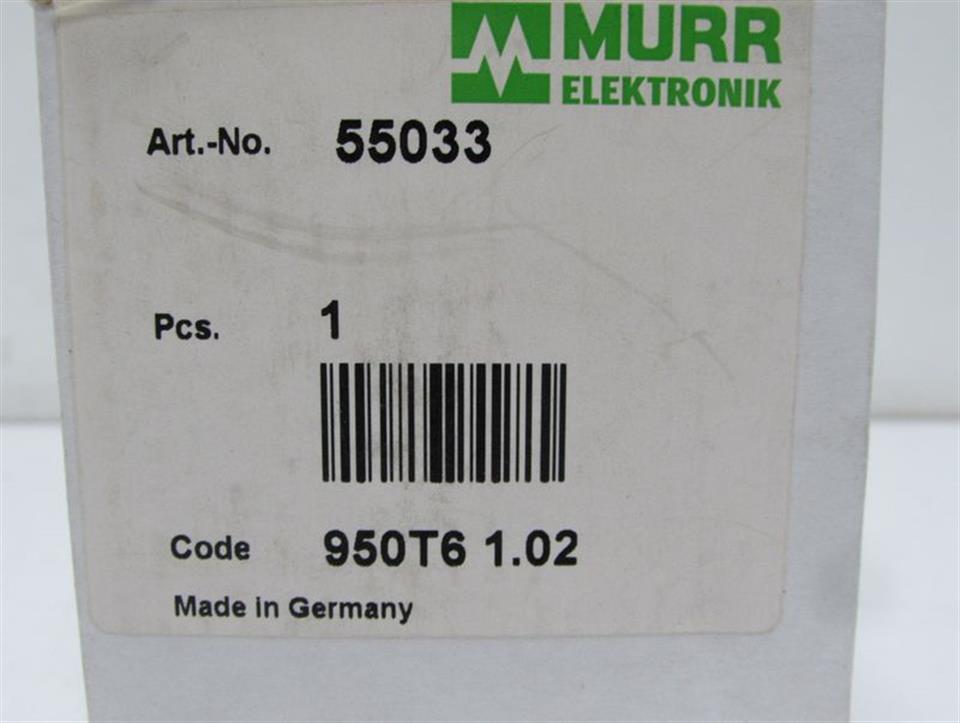 MURR
ELEKTRONIK
Art.-No. 55033
Pcs. 1
Code 950T6 1.02
Made in Germany